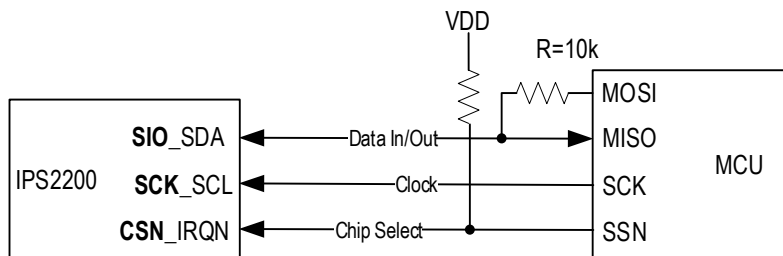 VDD
R=10k
MOSI
SIO_SDA
Data In/Out
MISO
MCU
IPS2200
SCK_SCL
Clock
SCK
CSN_IRQN
Chip Select
SSN